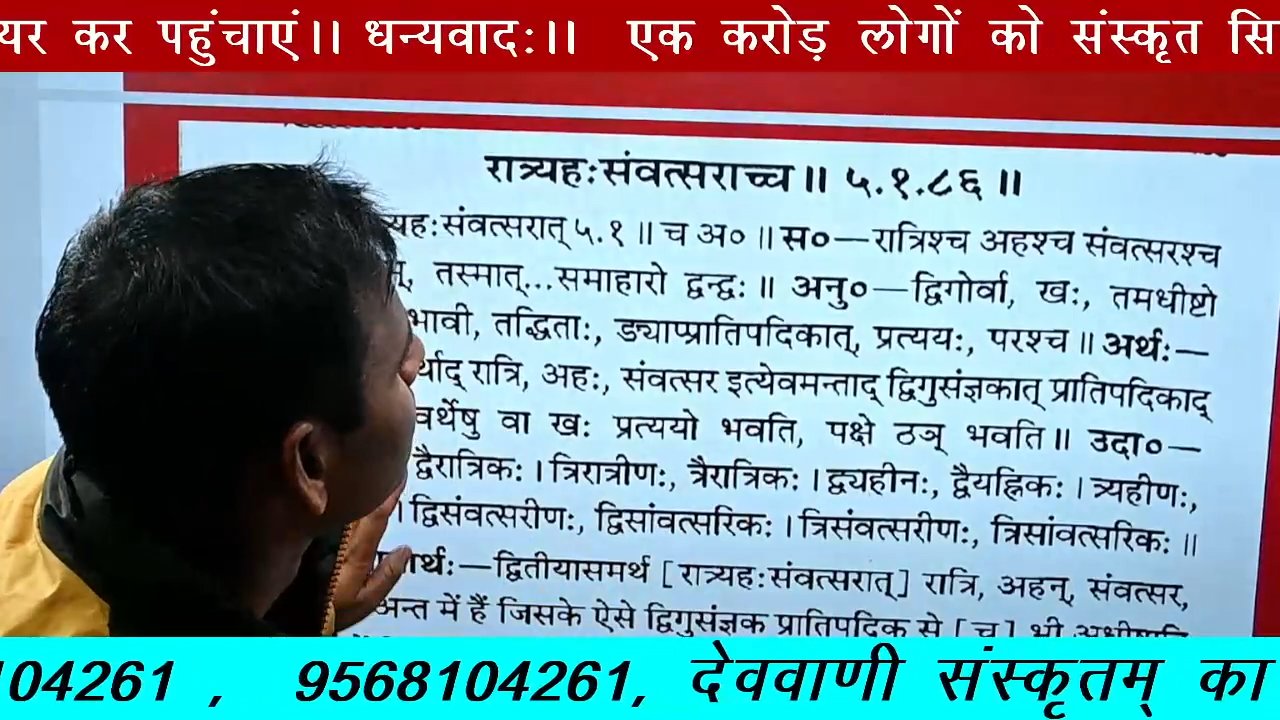 यर कर पहुंचाएं।। धन्यवादः।। एक करोड़ लोगों को संस्कृत सि
रात्र्यहःसंवत्सराच्च॥ ५.१.८६॥
यहःसंवत्सरात् ५.१॥ च अ०॥ स०—रात्रिश्च अहश्च संवत्सरश्च
तस्मात्...समाहारो द्वन्द्वः॥ अनु०—द्विगोर्वा, खः, तमधीष्टो
भावी, तद्धिताः, ङ्याप्प्रातिपदिकात्, प्रत्ययः, परश्च॥ अर्थः—
र्थाद् रात्रि, अहः, संवत्सर इत्येवमन्ताद् द्विगुसंज्ञकात् प्रातिपदिकाद्
वर्थेषु वा खः प्रत्ययो भवति, पक्षे ठञ् भवति॥ उदा०—
द्वैरात्रिकः। त्रिरात्रीणः, त्रैरात्रिकः। द्व्यहीनः, द्वैयह्निकः। त्र्यहीणः,
। द्विसंवत्सरीणः, द्विसांवत्सरिकः। त्रिसंवत्सरीणः, त्रिसांवत्सरिकः॥
र्थः—द्वितीयासमर्थ [रात्र्यहःसंवत्सरात्] रात्रि, अहन्, संवत्सर,
अन्त में हैं जिसके ऐसे द्विगुसंज्ञक प्रातिपदिक से [च] भी
04261 , 9568104261, देववाणी संस्कृतम् का